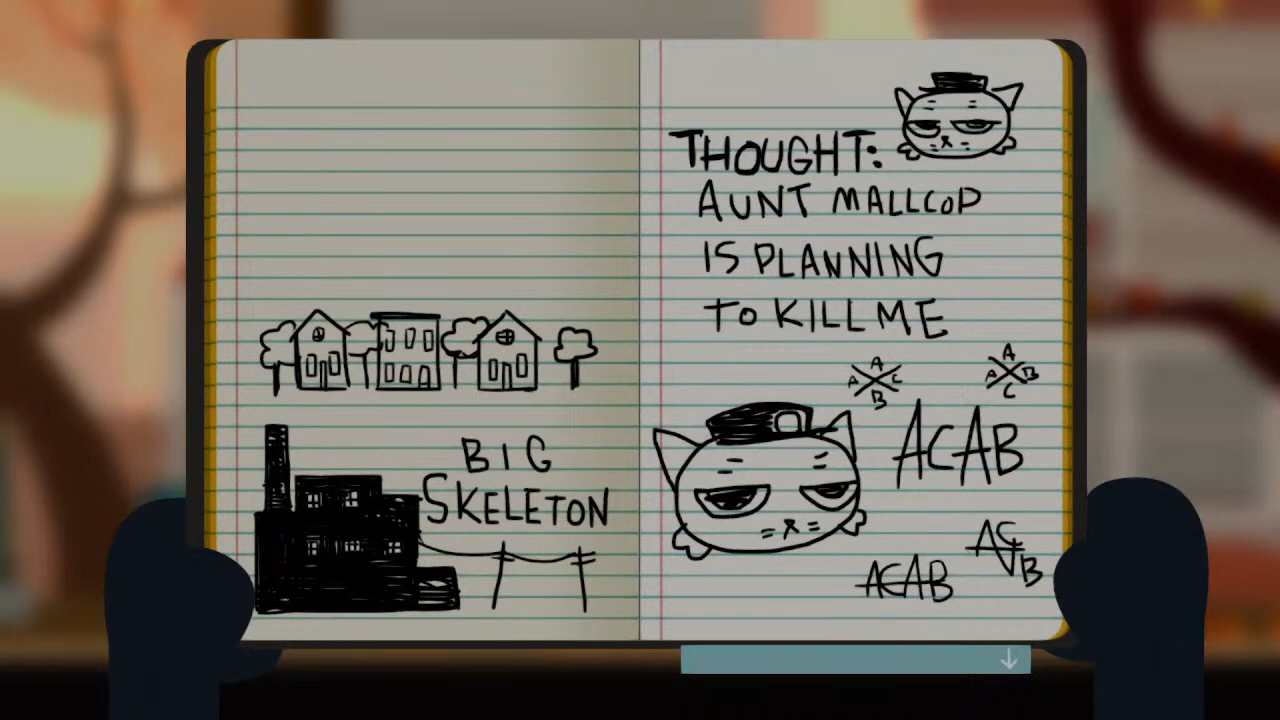 BIG
SKELETON
THOUGHT:
AUNT MALLCOP
IS PLANNING
TO KILL ME
A
A C
B
A
A B
C
ACAB
ACAB
ACAB